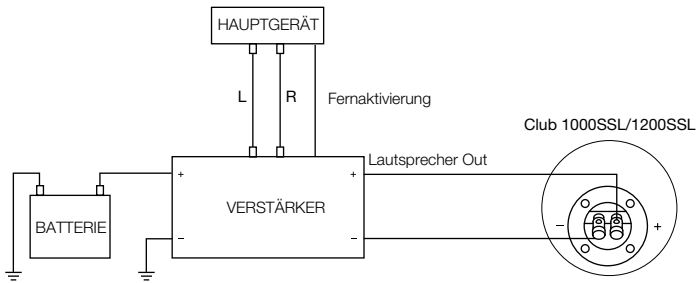 HAUPTGERÄT
L
R
Fernaktivierung
Club 1000SSL/1200SSL
Lautsprecher Out
+
+
BATTERIE
VERSTÄRKER
–
–
–
+